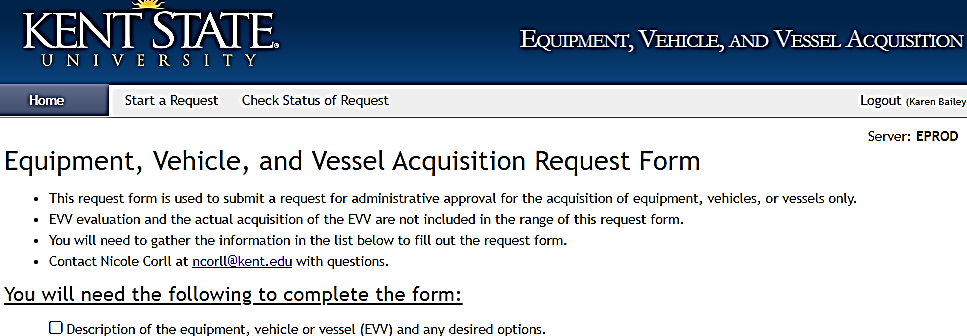 KENT STATE®
UNIVERSITY
EQUIPMENT, VEHICLE, AND VESSEL ACQUISITION
Home Start a Request Check Status of Request Logout (Karen Bailey
Server: EPROD
Equipment, Vehicle, and Vessel Acquisition Request Form
• This request form is used to submit a request for administrative approval for the acquisition of equipment, vehicles, or vessels only.
• EVV evaluation and the actual acquisition of the EVV are not included in the range of this request form.
• You will need to gather the information in the list below to fill out the request form.
• Contact Nicole Corll at ncorll@kent.edu with questions.
You will need the following to complete the form:
Description of the equipment, vehicle or vessel (EVV) and any desired options.